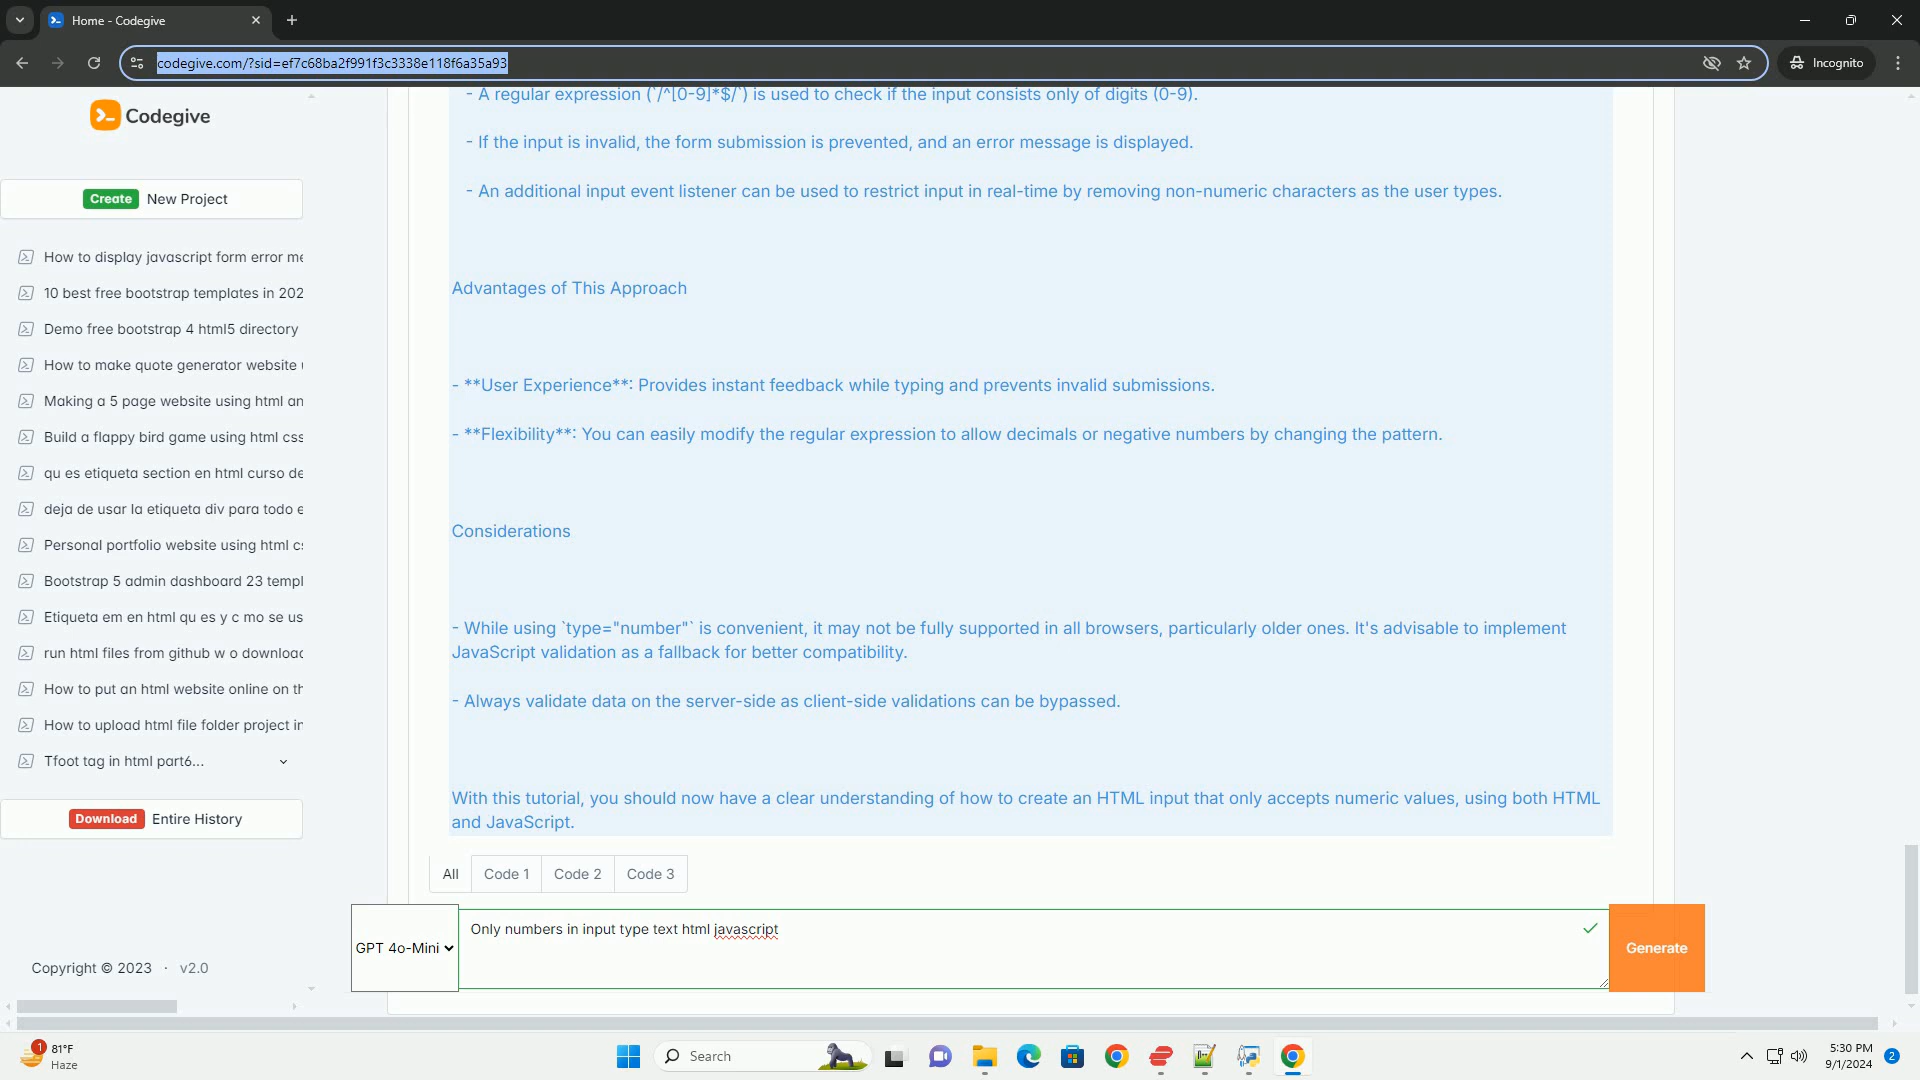 Home - Codegive
codegive.com/?sid=ef7c68ba2f991f3c3338e118f6a35a93
Incognito
Codegive
Create New Project
How to display javascript form error me
10 best free bootstrap templates in 202
Demo free bootstrap 4 html5 directory
How to make quote generator website
Making a 5 page website using html an
Build a flappy bird game using html css
qu es etiqueta section en html curso de
deja de usar la etiqueta div para todo e
Personal portfolio website using html cs
Bootstrap 5 admin dashboard 23 templ
Etiqueta em en html qu es y c mo se us
run html files from github w o download
How to put an html website online on th
How to upload html file folder project in
Tfoot tag in html part6...
Download Entire History
Copyright © 2023 · v2.0
- A regular expression (`/^[0-9]*$/`) is used to check if the input consists only of digits (0-9).
- If the input is invalid, the form submission is prevented, and an error message is displayed.
- An additional input event listener can be used to restrict input in real-time by removing non-numeric characters as the user types.
Advantages of This Approach
- **User Experience**: Provides instant feedback while typing and prevents invalid submissions.
- **Flexibility**: You can easily modify the regular expression to allow decimals or negative numbers by changing the pattern.
Considerations
- While using `type="number"` is convenient, it may not be fully supported in all browsers, particularly older ones. It's advisable to implement
JavaScript validation as a fallback for better compatibility.
- Always validate data on the server-side as client-side validations can be bypassed.
With this tutorial, you should now have a clear understanding of how to create an HTML input that only accepts numeric values, using both HTML
and JavaScript.
All Code 1 Code 2 Code 3
GPT 4o-Mini
Only numbers in input type text html javascript
Generate
1
81°F
Haze
Search
5:30 PM
9/1/2024
2